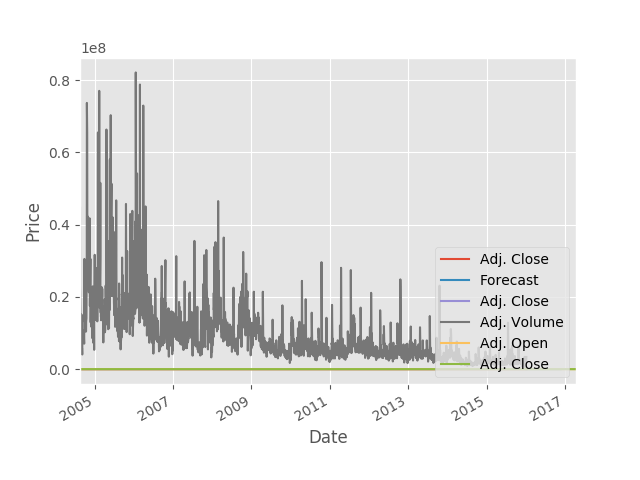 1e8
0.8
0.6
0.4
0.2
0.0
Price
Adj. Close
Forecast
Adj. Close
Adj. Volume
Adj. Open
Adj. Close
2005
2007
2009
2011
2013
2015
2017
Date